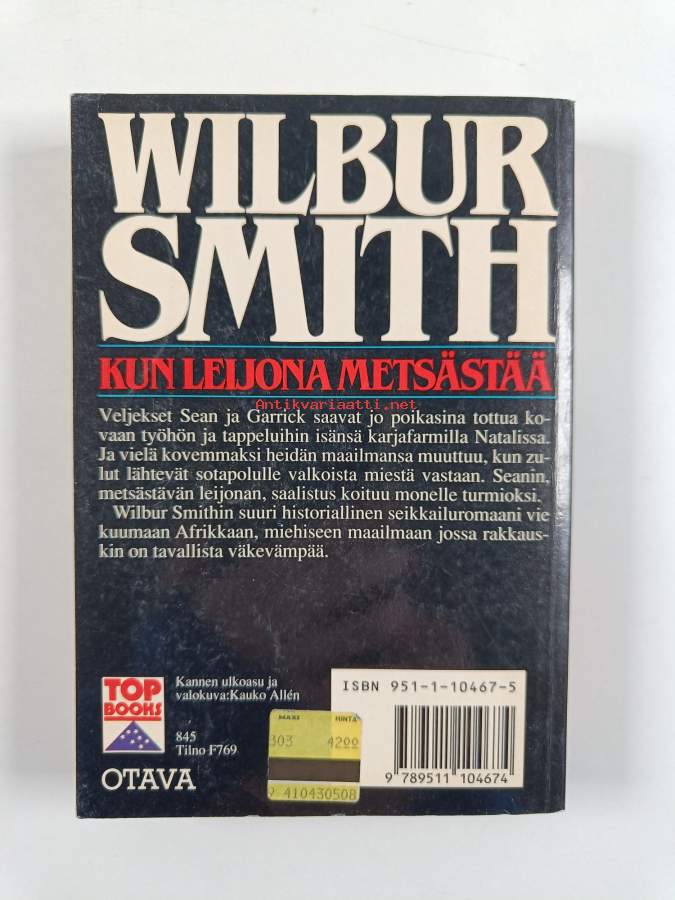 WILBUR
SMITH
KUN LEIJONA METSÄSTÄÄ
Antikvariaatti.net
Veljekset Sean ja Garrick saavat jo poikasina tottua ko-
vaan työhön ja tappeluihin isänsä karjafarmilla Natalissa.
Ja vielä kovemmaksi heidän maailmansa muuttuu, kun zu-
lut lähtevät sotapolulle valkoista miestä vastaan. Seanin,
metsästävän leijonan, saalistus koituu monelle turmioksi.
Wilbur Smithin suuri historiallinen seikkailuromaani vie
kuumaan Afrikkaan, miehiseen maailmaan jossa rakkaus-
kin on tavallista väkevämpää.
TOP
BOOKS
OTAVA
Kannen ulkoasu ja
valokuva:Kauko Allén
845
Tilno F769
MAXI HINTA
303 4200
410430508
ISBN 951-1-10467-5
9 789511 104674